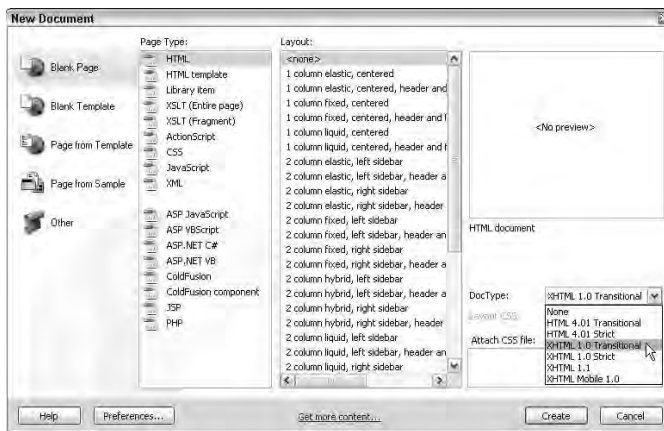 New Document
Blank Page
Blank Template
Page from Template
Page from Sample
Other
Page Type:
HTML
HTML template
Library item
XSLT (Entire page)
XSLT (Fragment)
ActionScript
CSS
JavaScript
XML
ASP JavaScript
ASP VBScript
ASP.NET C#
ASP.NET VB
ColdFusion
ColdFusion component
JSP
PHP
Layout:
<none>
1 column elastic, centered
1 column elastic, centered, header and
1 column fixed, centered
1 column fixed, centered, header and f
1 column liquid, centered
1 column liquid, centered, header and f
2 column elastic, left sidebar
2 column elastic, left sidebar, header a
2 column elastic, right sidebar
2 column elastic, right sidebar, header
2 column fixed, left sidebar
2 column fixed, left sidebar, header an
2 column fixed, right sidebar
2 column fixed, right sidebar, header a
2 column hybrid, left sidebar
2 column hybrid, left sidebar, header a
2 column hybrid, right sidebar
2 column hybrid, right sidebar, header
2 column liquid, left sidebar
2 column liquid, left sidebar, header an
2 column liquid, right sidebar
<No preview>
HTML document
DocType: XHTML 1.0 Transitional
Layout CSS:
Attach CSS file:
None
HTML 4.01 Transitional
HTML 4.01 Strict
XHTML 1.0 Transitional
XHTML 1.0 Strict
XHTML 1.1
XHTML Mobile 1.0
Help
Preferences...
Get more content...
Create
Cancel